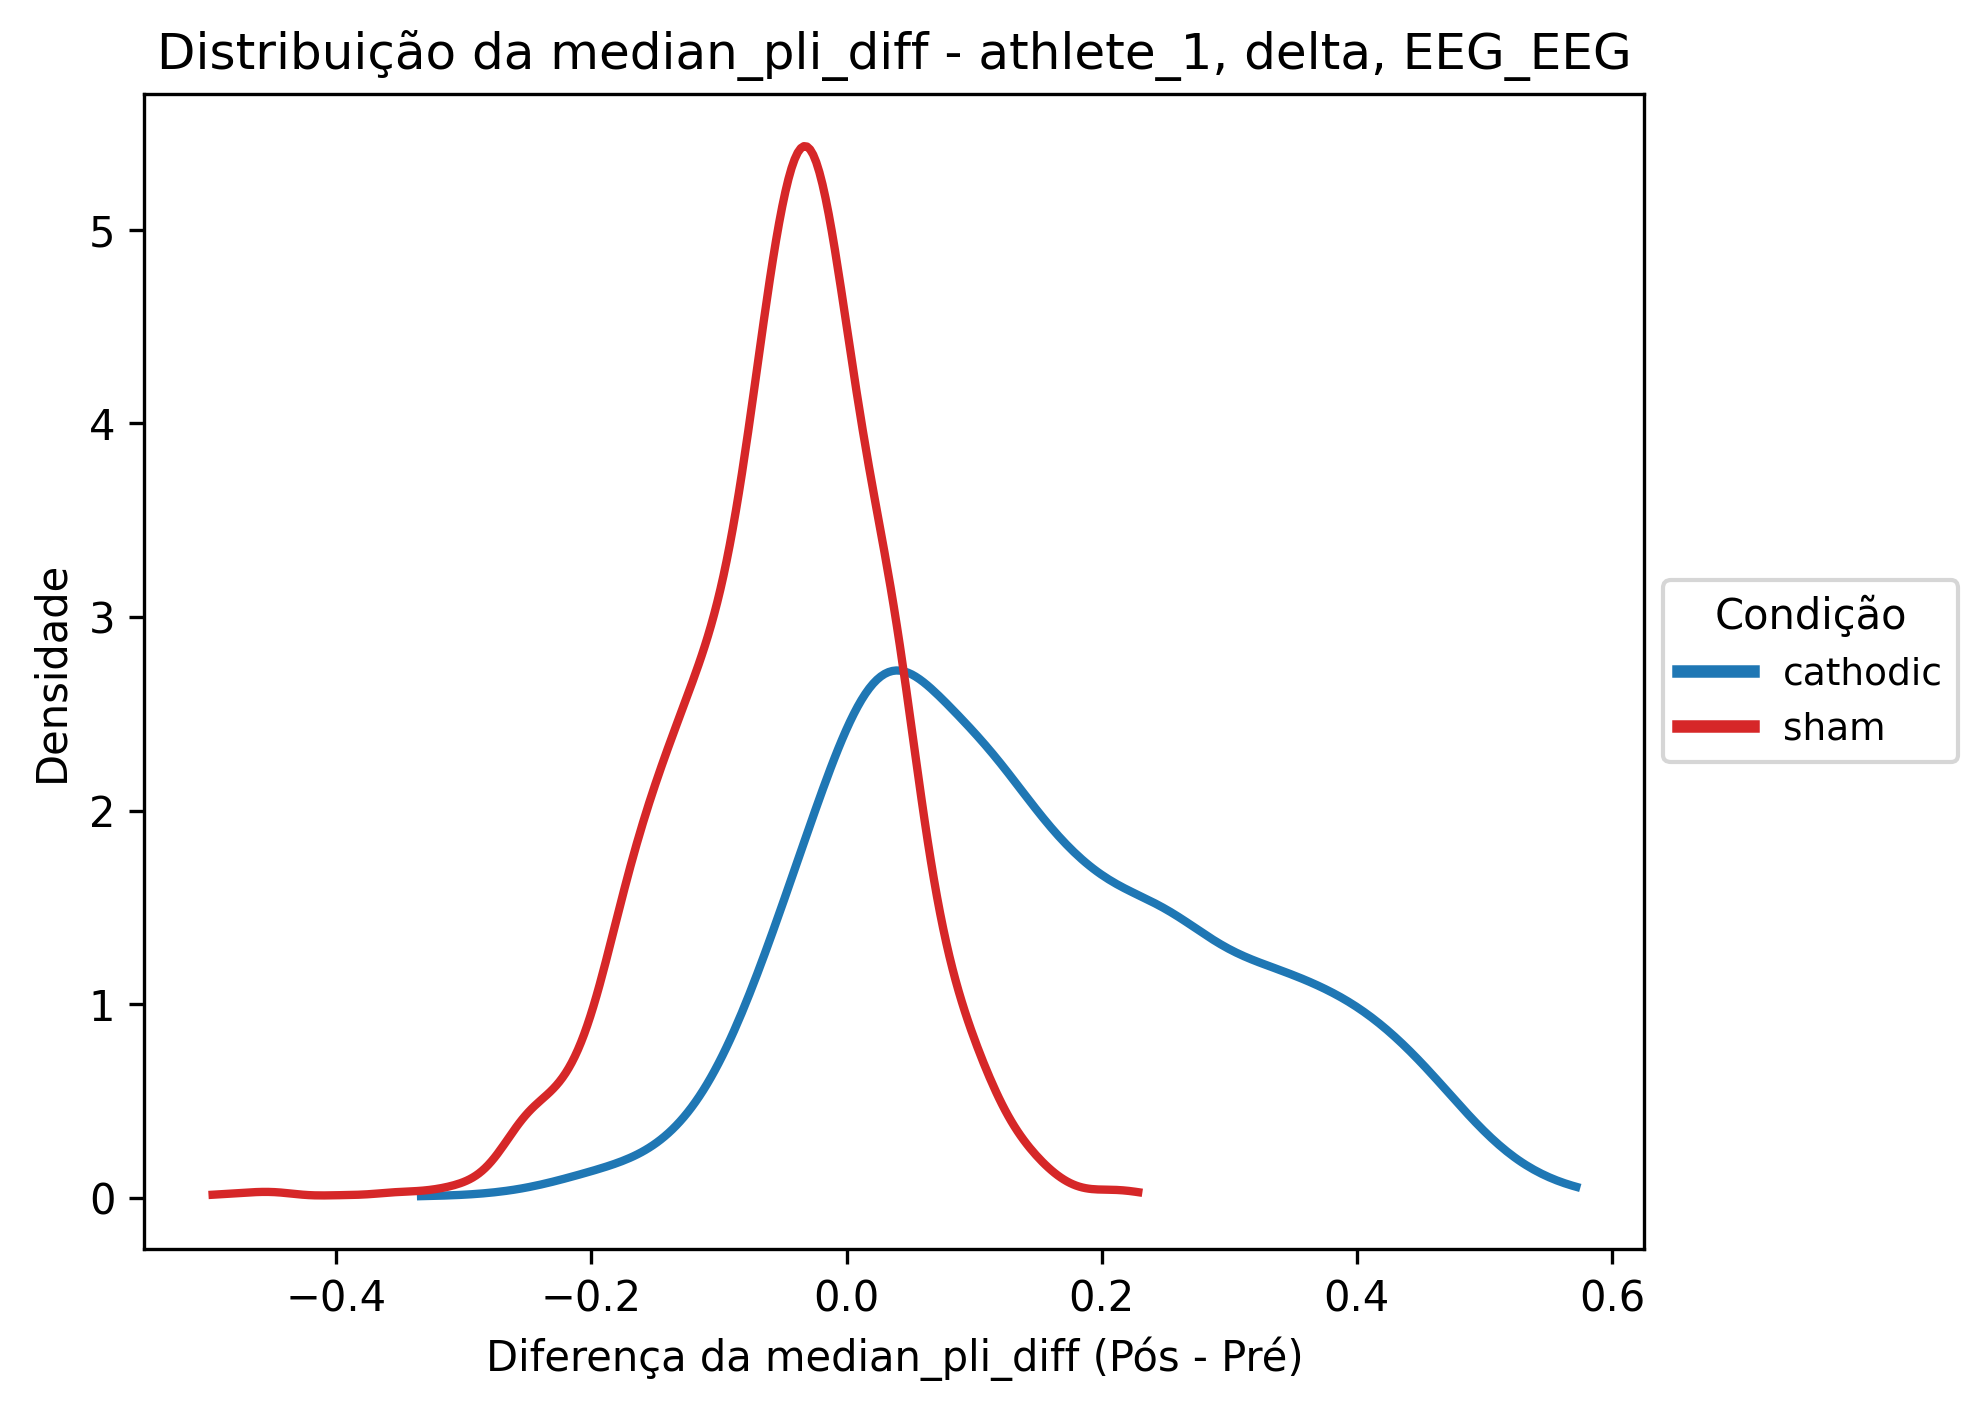 Distribuição da median_pli_diff - athlete_1, delta, EEG_EEG
Densidade
5
4
3
2
1
0
−0.4
−0.2
0.0
0.2
0.4
0.6
Diferença da median_pli_diff (Pós - Pré)
Condição
cathodic
sham